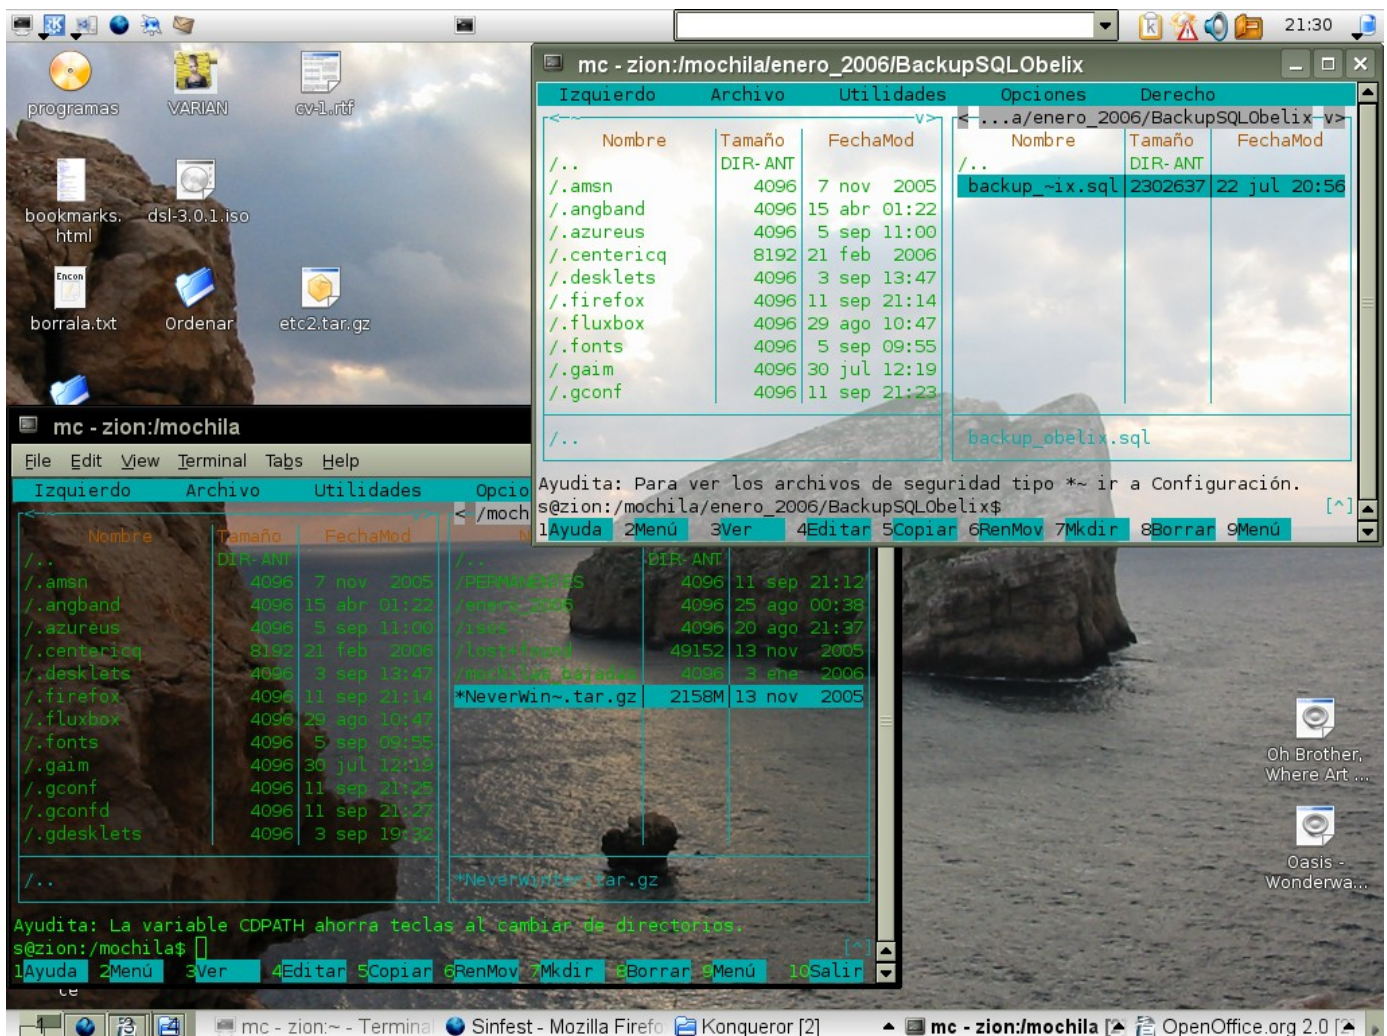 21:30
programas
VARIAN
cv-1.rtf
bookmarks.
html
dsl-3.0.1.iso
Encon
borrala.txt
Ordenar
etc2.tar.gz
mc - zion:/mochila/enero_2006/BackupSQLObelix
Izquierdo Archivo Utilidades Opciones Derecho
<-~ v> <-...a/enero_2006/BackupSQLObelix-v>
Nombre Tamaño FechaMod Nombre Tamaño FechaMod
/.. DIR-ANT /.. DIR-ANT
/.amsn 4096 7 nov 2005 backup_~ix.sql 2302637 22 jul 20:56
/.angband 4096 15 abr 01:22
/.azureus 4096 5 sep 11:00
/.centericq 8192 21 feb 2006
/.desklets 4096 3 sep 13:47
/.firefox 4096 11 sep 21:14
/.fluxbox 4096 29 ago 10:47
/.fonts 4096 5 sep 09:55
/.gaim 4096 30 jul 12:19
/.gconf 4096 11 sep 21:23
/.. backup_obelix.sql
Ayudita: Para ver los archivos de seguridad tipo *~ ir a Configuración.
s@zion:/mochila/enero_2006/BackupSQLObelix$ [^]
1Ayuda 2Menú 3Ver 4Editar 5Copiar 6RenMov 7Mkdir 8Borrar 9Menú
mc - zion:/mochila
File Edit View Terminal Tabs Help
Izquierdo Archivo Utilidades Opcio
<-~ < /moch
Nombre Tamaño FechaMod N
/.. DIR-ANT /.. DIR-ANT
/.amsn 4096 7 nov 2005 /PERMANENTES 4096 11 sep 21:12
/.angband 4096 15 abr 01:22 /enero_2006 4096 25 ago 00:38
/.azureus 4096 5 sep 11:00 /isos 4096 20 ago 21:37
/.centericq 8192 21 feb 2006 /lost+found 49152 13 nov 2005
/.desklets 4096 3 sep 13:47 /mochilas_bajadas 4096 3 ene 2006
/.firefox 4096 11 sep 21:14 *NeverWin~.tar.gz 2158M 13 nov 2005
/.fluxbox 4096 29 ago 10:47
/.fonts 4096 5 sep 09:55
/.gaim 4096 30 jul 12:19
/.gconf 4096 11 sep 21:25
/.gconfd 4096 11 sep 21:27
/.gdesklets 4096 3 sep 19:32
/.. *NeverWinter.tar.gz
Ayudita: La variable CDPATH ahorra teclas al cambiar de directorios.
s@zion:/mochila$ [^]
1Ayuda 2Menú 3Ver 4Editar 5Copiar 6RenMov 7Mkdir 8Borrar 9Menú 10Salir
Oh Brother,
Where Art ...
Oasis -
Wonderwa...
ce
1 3 4 mc - zion:~ - Terminal Sinfest - Mozilla Firefo Konqueror [2] mc - zion:/mochila [2 OpenOffice.org 2.0 [2]